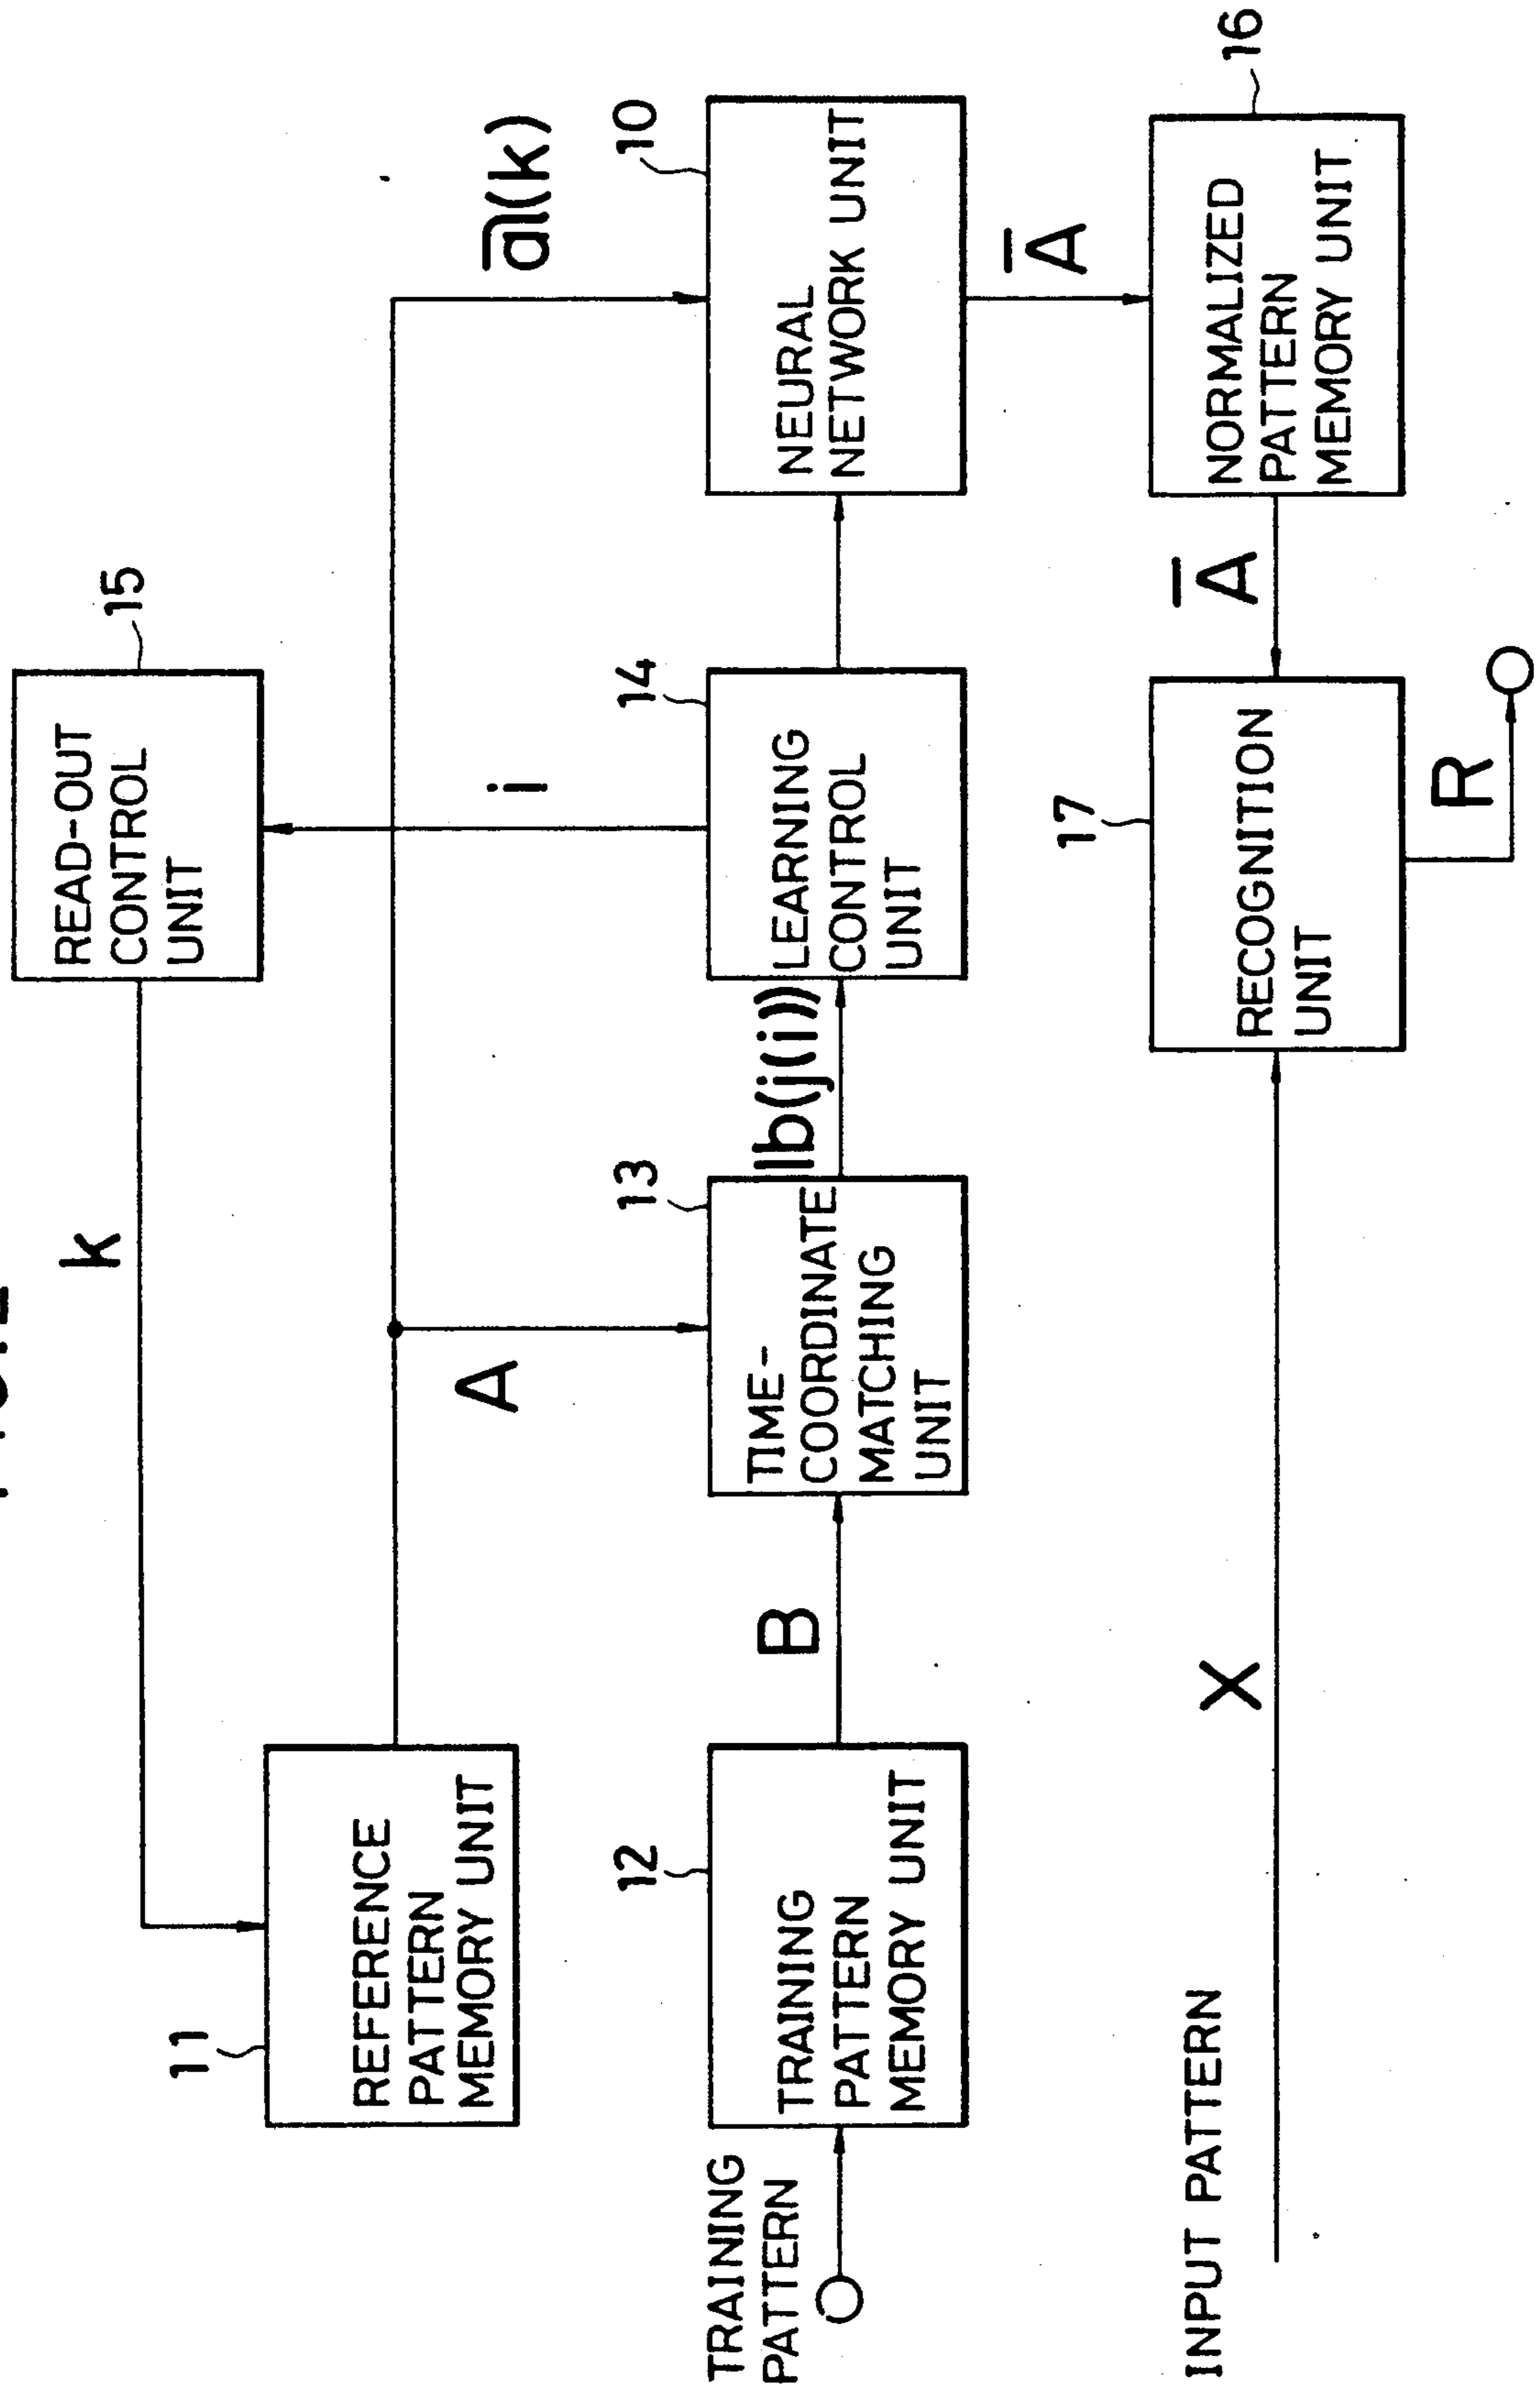 15
READ-OUT
CONTROL
UNIT
k
11
REFERENCE
PATTERN
MEMORY UNIT
A
i
a̅(k)
TRAINING
PATTERN
12
TRAINING
PATTERN
MEMORY UNIT
B
13
TIME-
COORDINATE
MATCHING
UNIT
lb(j(i))
14
LEARNING
CONTROL
UNIT
10
NEURAL
NETWORK UNIT
A̅
INPUT PATTERN
X
17
RECOGNITION
UNIT
R
A̅
16
NORMALIZED
PATTERN
MEMORY UNIT